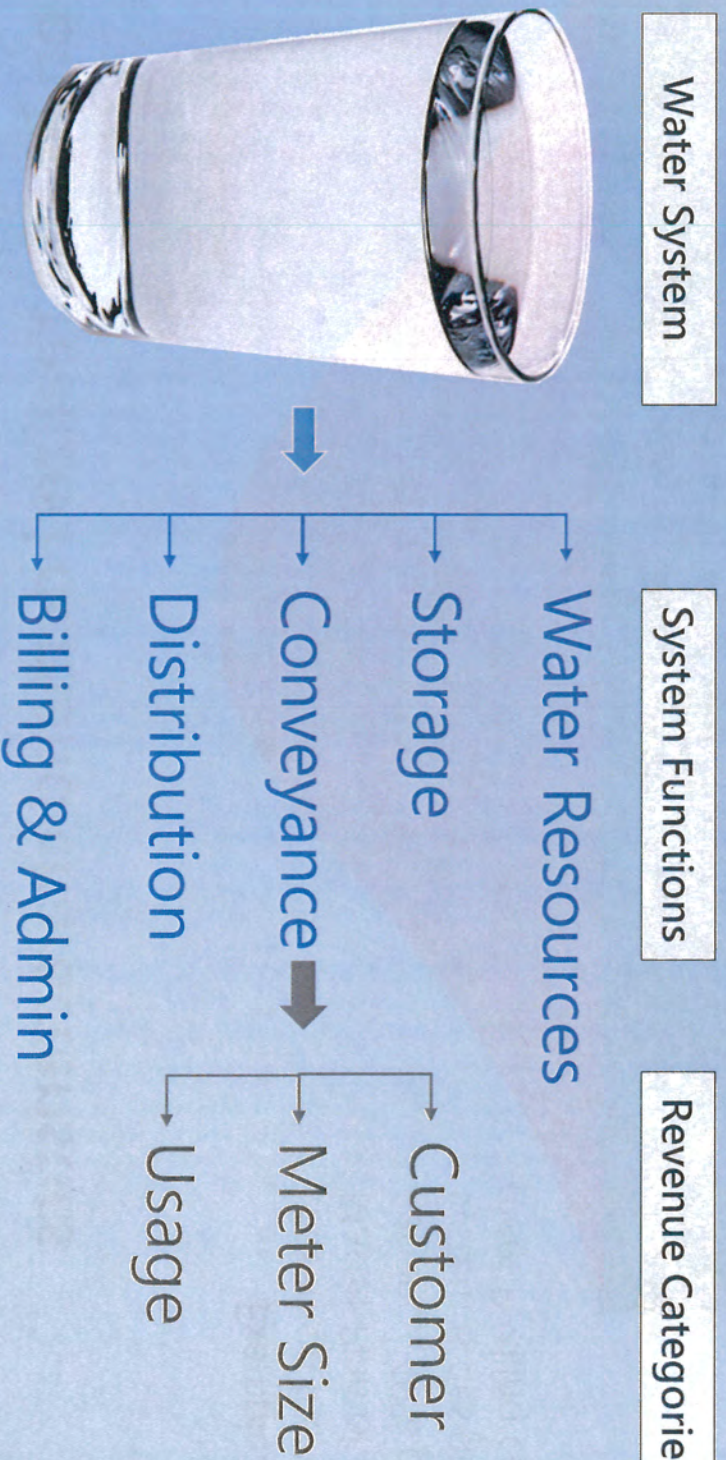 Water System
System Functions
Revenue Categorie
Water Resources
Storage
Conveyance
Distribution
Billing & Admin
Customer
Meter Size
Usage